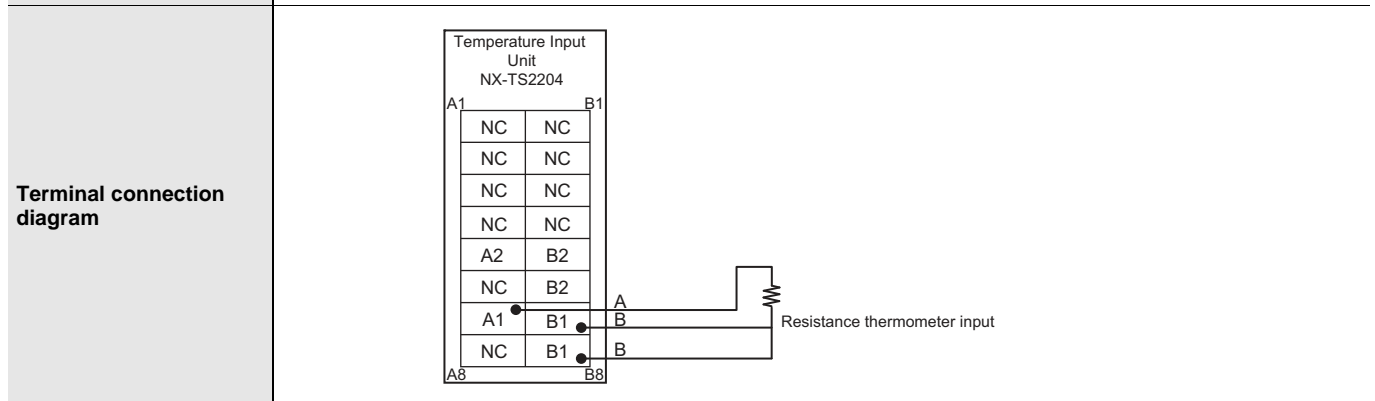 Terminal connection
diagram
Temperature Input
Unit
NX-TS2204
A1 B1
NC NC
NC NC
NC NC
NC NC
A2 B2
NC B2
A1 B1
NC B1
A8 B8
A
B
B
Resistance thermometer input